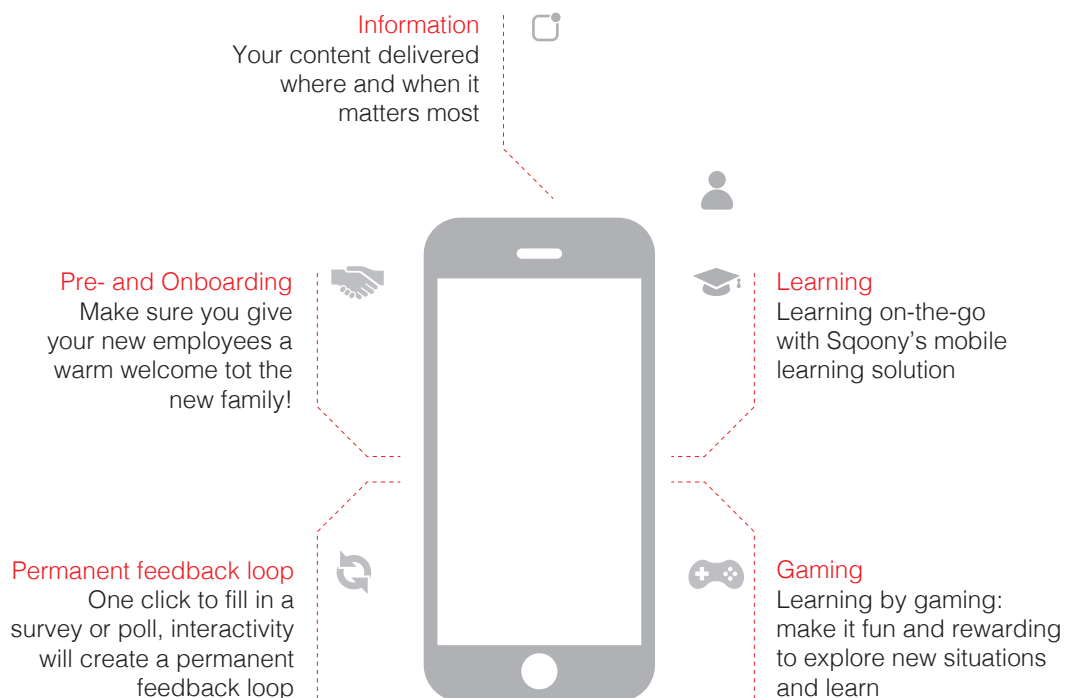 Information
Your content delivered
where and when it
matters most
Pre- and Onboarding
Make sure you give
your new employees a
warm welcome tot the
new family!
Learning
Learning on-the-go
with Sqoony’s mobile
learning solution
Permanent feedback loop
One click to fill in a
survey or poll, interactivity
will create a permanent
feedback loop
Gaming
Learning by gaming:
make it fun and rewarding
to explore new situations
and learn